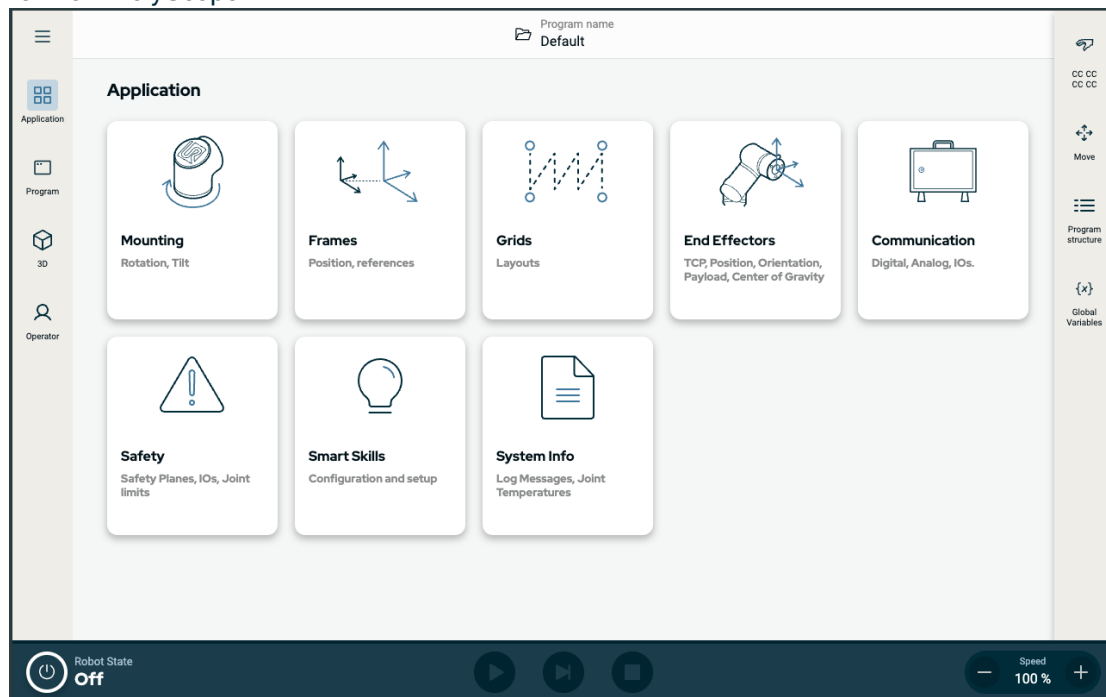 Program name
Default
CC CC
CC CC
Application
Application
Move
Program
Program
structure
3D
{x}
Global
Variables
Operator
Mounting
Rotation, Tilt
Frames
Position, references
Grids
Layouts
End Effectors
TCP, Position, Orientation,
Payload, Center of Gravity
Communication
Digital, Analog, IOs.
Safety
Safety Planes, IOs, Joint
limits
Smart Skills
Configuration and setup
System Info
Log Messages, Joint
Temperatures
Robot State
Off
Speed
100 %